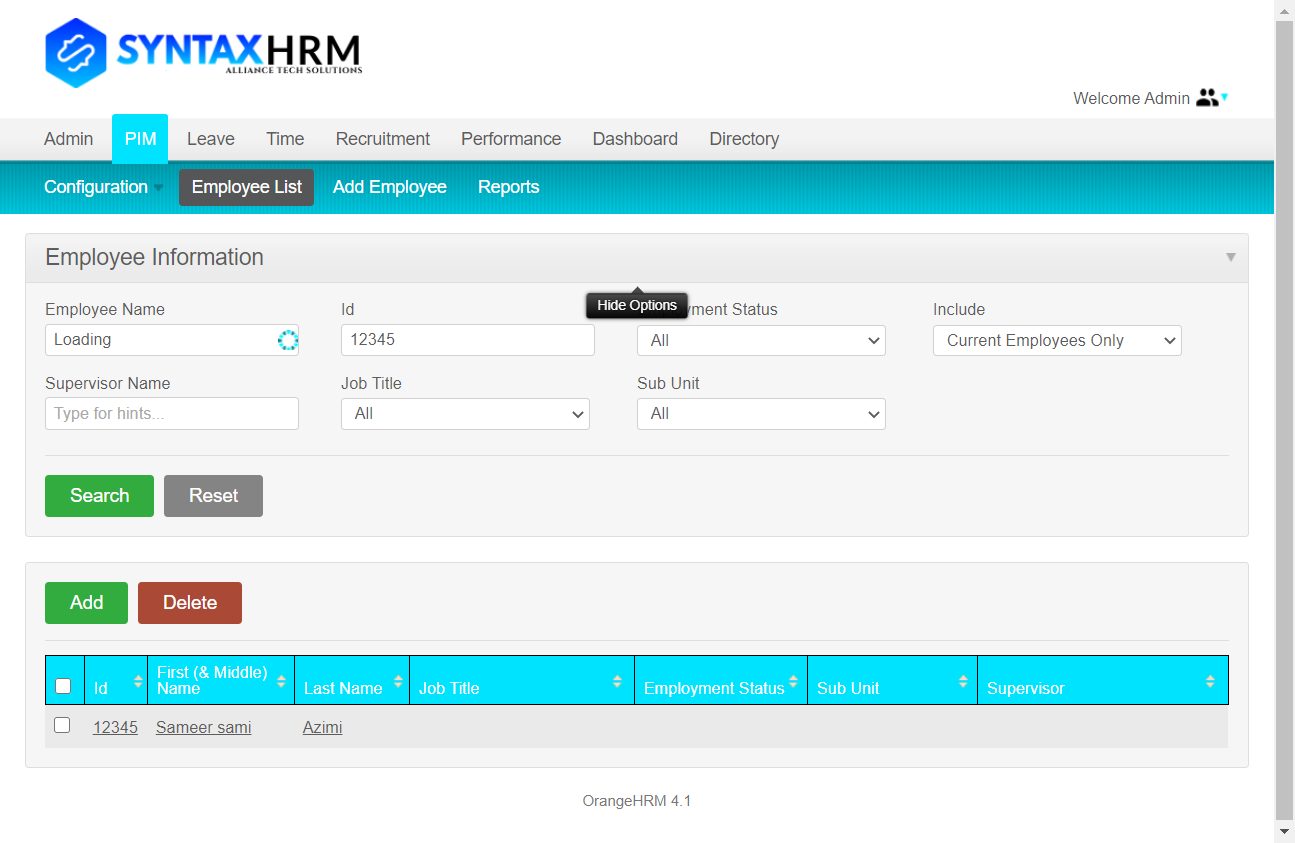 SYNTAXHRM
ALLIANCE TECH SOLUTIONS
Welcome Admin
Admin PIM Leave Time Recruitment Performance Dashboard Directory
Configuration Employee List Add Employee Reports
Employee Information
Hide Options
Employee Name Id Status Include
Loading 12345 All Current Employees Only
Supervisor Name Job Title Sub Unit
Type for hints... All All
Search Reset
Add Delete
Id First (& Middle) Name Last Name Job Title Employment Status Sub Unit Supervisor
12345 Sameer sami Azimi
OrangeHRM 4.1